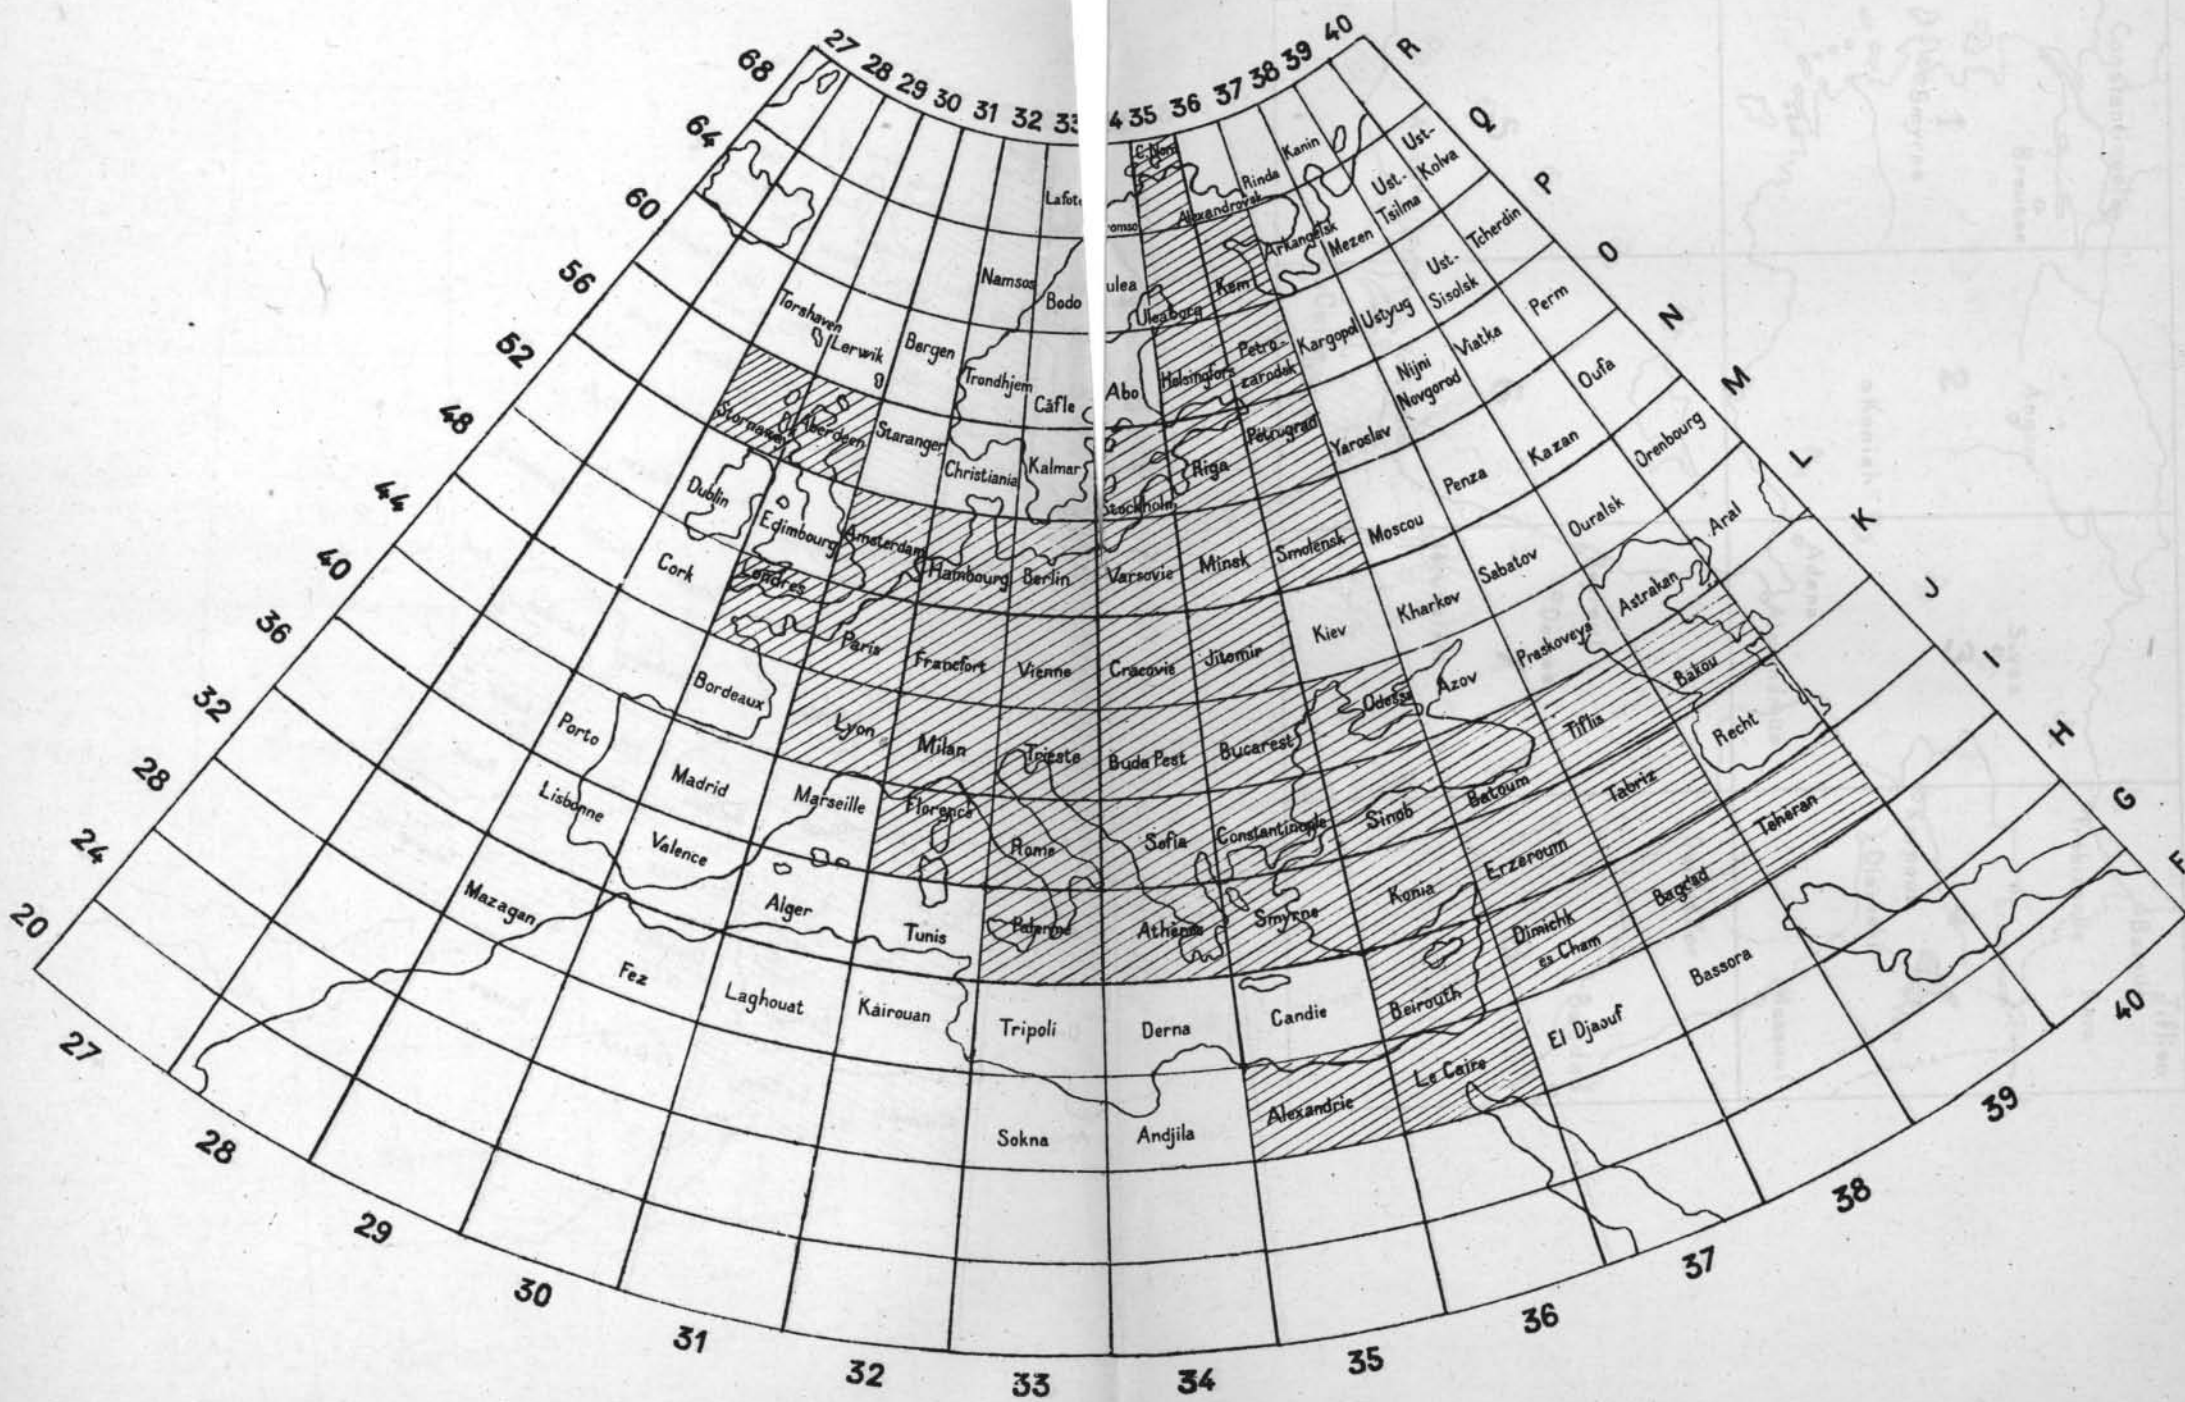 27 28 29 30 31 32 33 4 35 36 37 38 39 40
68
64
60
56
52
48
44
40
36
32
28
24
20
R
Q
P
O
N
M
L
K
J
I
H
G
F
C. Nord
Kanin
Ust-
Kolva
Lafot
omso
Alexandrovsk
Rinda
Ust-
Tsilma
Namsos
Bodo
ulea
Uleaborg
Kem
Arkangelsk
Mezen
Ust-
Sisolsk
Tcherdin
Torshaven
Lerwik
Bergen
Trondhjem
Cäfle
Abo
Helsingfors
Petro-
zarodsk
Kargopol
Ustyug
Viatka
Perm
Stornaway
Aberdeen
Staranger
Christiania
Kalmar
Stockholm
Riga
Petrograd
Yaroslav
Nijni
Novgorod
Kazan
Oufa
Dublin
Edimbourg
Amsterdam
Hambourg
Berlin
Varsovie
Minsk
Smolensk
Moscou
Penza
Ouralsk
Orenbourg
Cork
Londres
Paris
Francfort
Vienne
Cracovie
Jitomir
Kiev
Kharkov
Sabatov
Astrakan
Aral
Bordeaux
Lyon
Milan
Trieste
Buda Pest
Bucarest
Odessa
Azov
Praskoveya
Porto
Madrid
Marseille
Florence
Rome
Sofia
Constantinople
Sinob
Batoum
Tiflis
Bakou
Lisbonne
Valence
Alger
Tunis
Palerme
Athènes
Smyrne
Konia
Erzeroum
Tabriz
Recht
Mazagan
Fez
Laghouat
Kairouan
Tripoli
Derna
Candie
Beirouth
Dimichk
es Cham
Bagdad
Teheran
Sokna
Andjila
Alexandrie
Le Caire
El Djaouf
Bassora
27
28
29
30
31
32
33
34
35
36
37
38
39
40